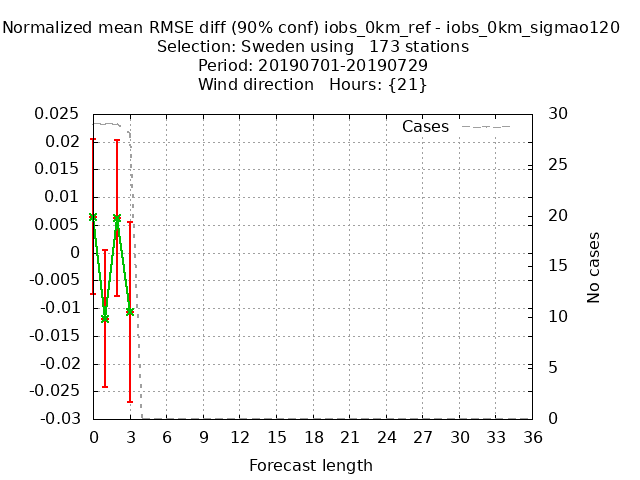 Normalized mean RMSE diff (90% conf) iobs_0km_ref - iobs_0km_sigmao120
Selection: Sweden using   173 stations
Period: 20190701-20190729
Wind direction   Hours: {21}
Cases
0.025
0.02
0.015
0.01
0.005
0
-0.005
-0.01
-0.015
-0.02
-0.025
-0.03
30
25
20
15
10
5
0
No cases
0 3 6 9 12 15 18 21 24 27 30 33 36
Forecast length